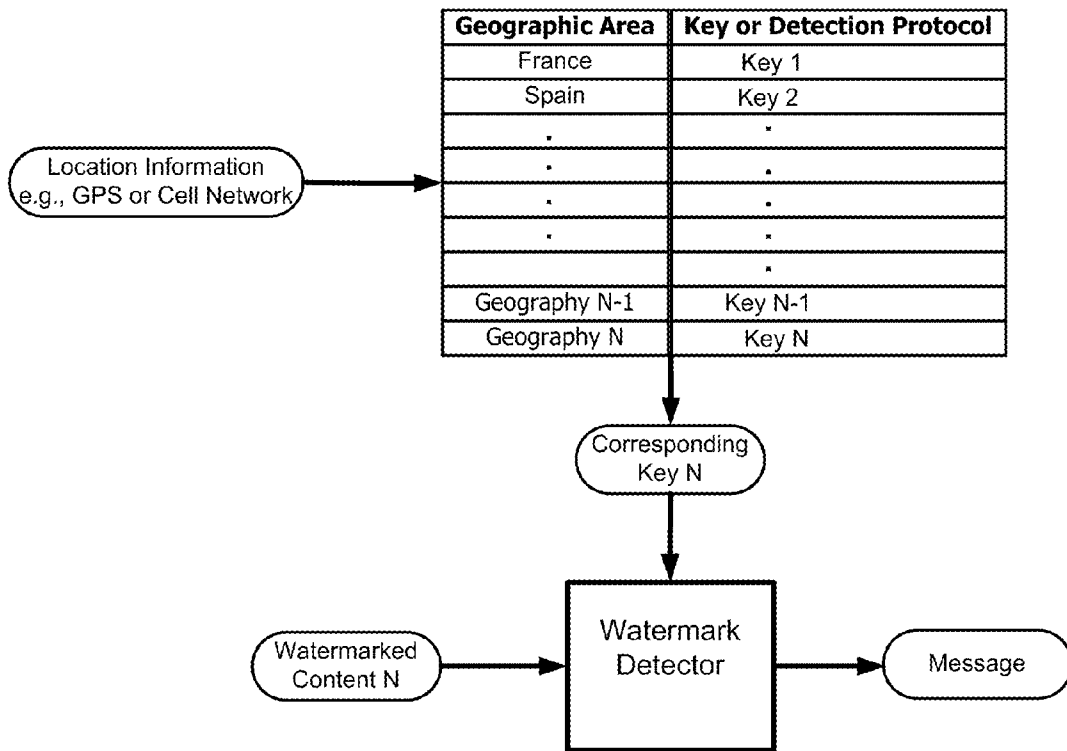 Geographic Area Key or Detection Protocol
France Key 1
Spain Key 2
. .
. .
. .
. .
.
Geography N-1 Key N-1
Geography N Key N
Location Information
e.g., GPS or Cell Network
Corresponding
Key N
Watermark
Detector
Watermarked
Content N
Message